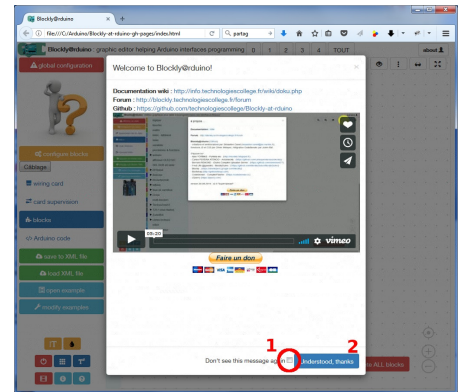 Blockly@rduino
file:///C:/Arduino/Blockly-at-rduino-gh-pages/index.html
partag
Blockly@rduino : graphic editor helping Arduino interfaces programming 0 1 2 3 4 TOUT
about
global configuration
Welcome to Blockly@rduino!
Documentation wiki : http://info.technologiescollege.fr/wiki/doku.php
Forum : http://blockly.technologiescollege.fr/forum
Github : https://github.com/technologiescollege/Blockly-at-rduino
configure blocks
Câblage
wiring card
card supervision
blocks
Arduino code
save to XML file
load XML file
open example
modify examples
03:20
vimeo
Faire un don
VISA
1
2
Don't see this message again
Understood, thanks
ALL blocks